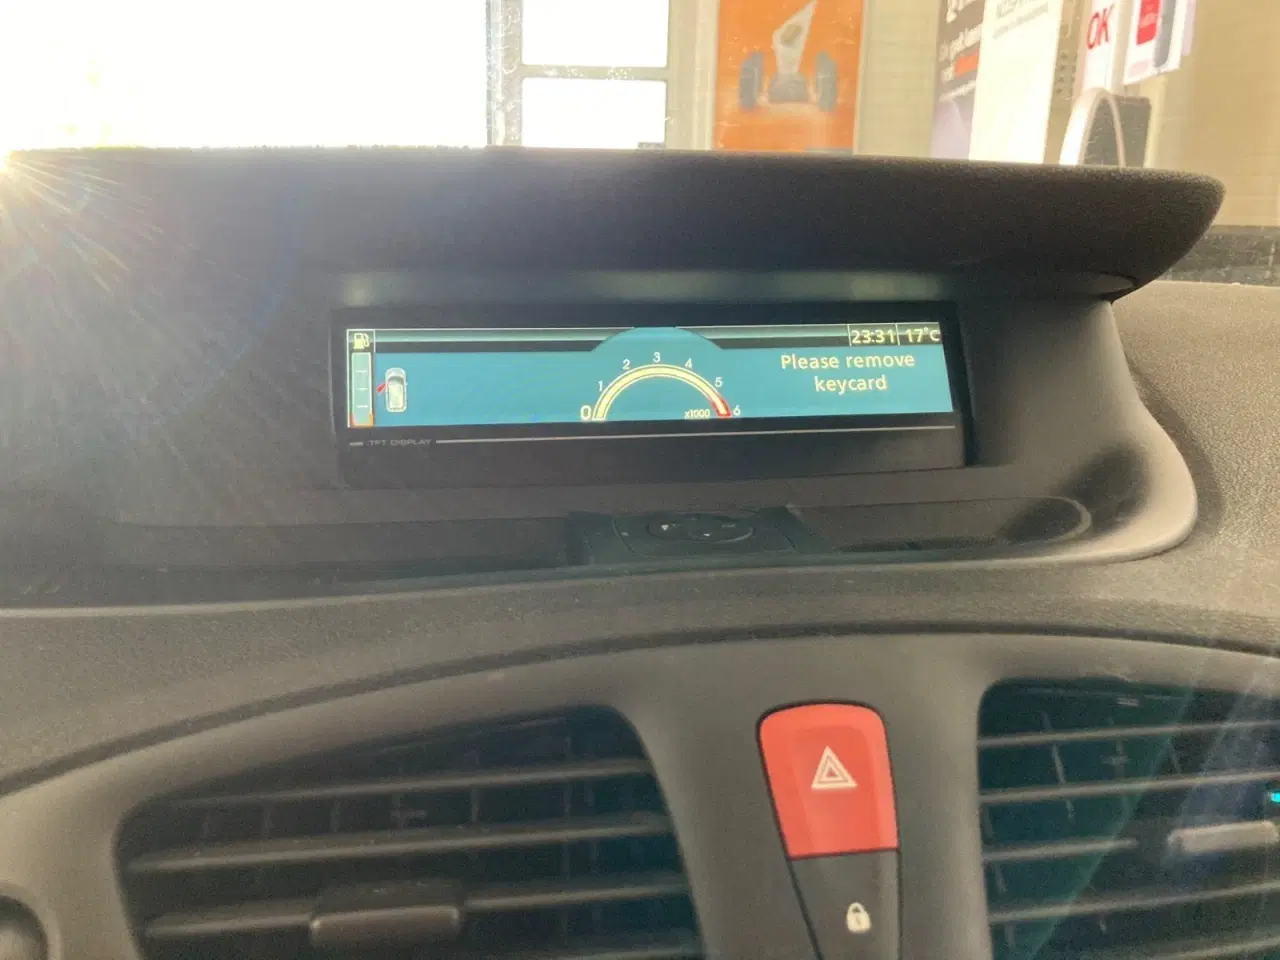 OK
23:31 17°C
Please remove
keycard
0 1 2 3 4 5 6
x1000
TFT DISPLAY